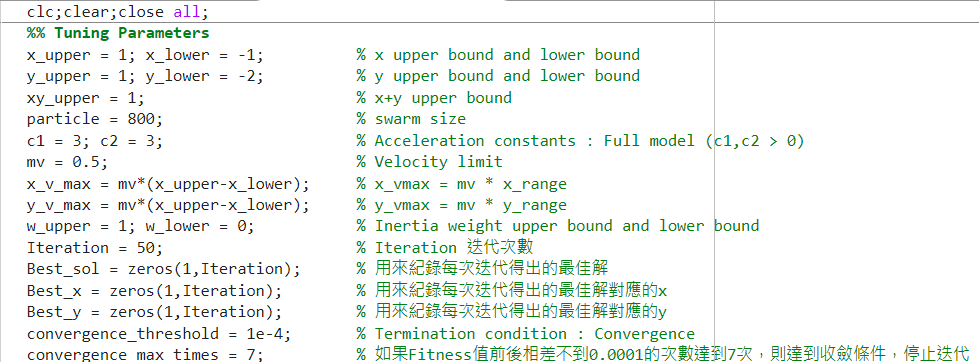 clc;clear;close all;
%% Tuning Parameters
x_upper = 1; x_lower = -1; % x upper bound and lower bound
y_upper = 1; y_lower = -2; % y upper bound and lower bound
xy_upper = 1; % x+y upper bound
particle = 800; % swarm size
c1 = 3; c2 = 3; % Acceleration constants : Full model (c1,c2 > 0)
mv = 0.5; % Velocity limit
x_v_max = mv*(x_upper-x_lower); % x_vmax = mv * x_range
y_v_max = mv*(x_upper-x_lower); % y_vmax = mv * y_range
w_upper = 1; w_lower = 0; % Inertia weight upper bound and lower bound
Iteration = 50; % Iteration 迭代次數
Best_sol = zeros(1,Iteration); % 用來紀錄每次迭代得出的最佳解
Best_x = zeros(1,Iteration); % 用來紀錄每次迭代得出的最佳解對應的x
Best_y = zeros(1,Iteration); % 用來紀錄每次迭代得出的最佳解對應的y
convergence_threshold = 1e-4; % Termination condition : Convergence
convergence_max_times = 7; % 如果Fitness值前後相差不到0.0001的次數達到7次，則達到收斂條件，停止迭代